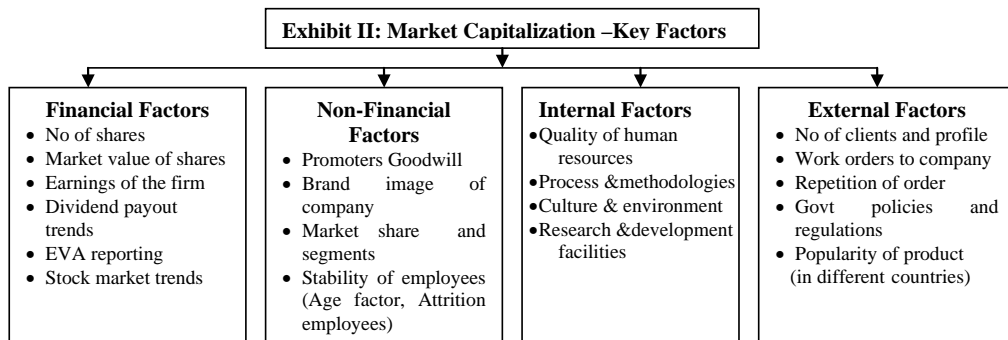 Exhibit II: Market Capitalization –Key Factors
Financial Factors
• No of shares
• Market value of shares
• Earnings of the firm
• Dividend payout
trends
• EVA reporting
• Stock market trends
Non-Financial
Factors
• Promoters Goodwill
• Brand image of
company
• Market share and
segments
• Stability of employees
(Age factor, Attrition
employees)
Internal Factors
•Quality of human
resources
•Process &methodologies
•Culture & environment
•Research &development
facilities
External Factors
• No of clients and profile
• Work orders to company
• Repetition of order
• Govt policies and
regulations
• Popularity of product
(in different countries)